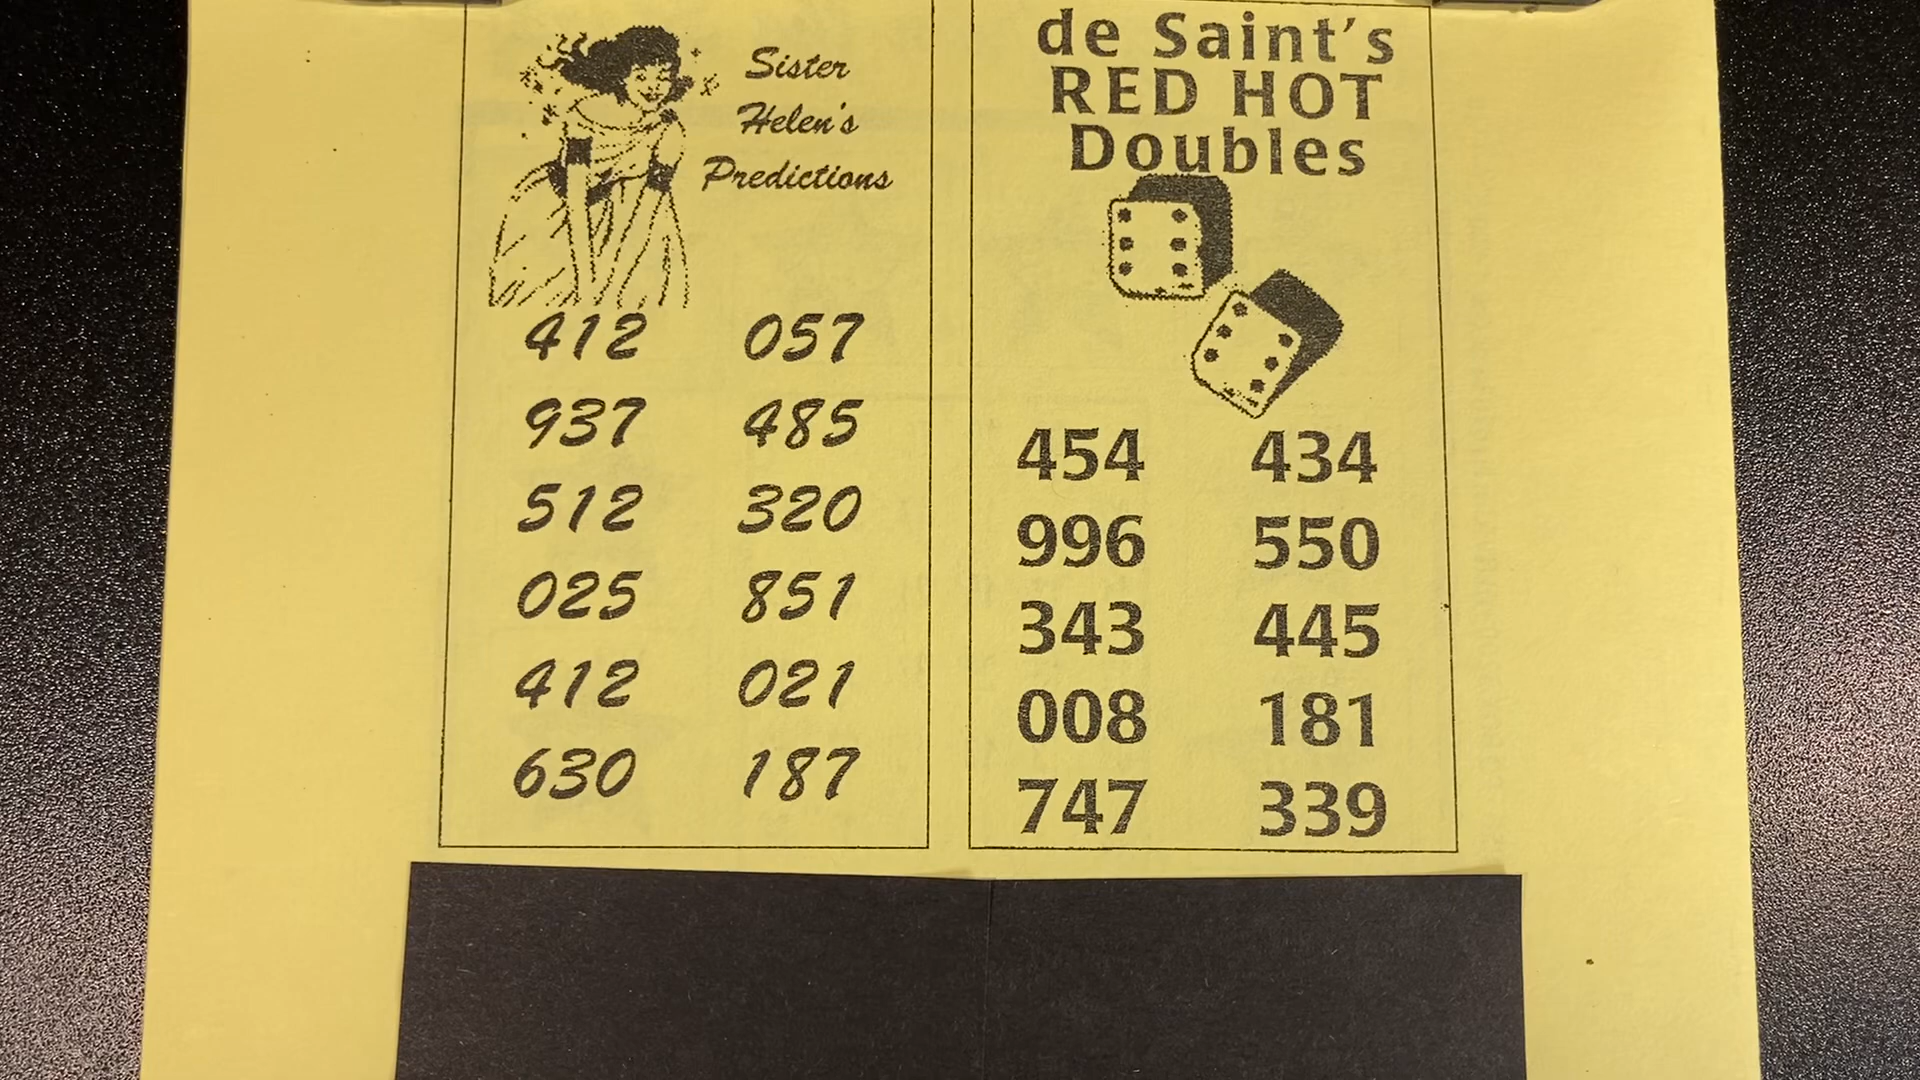 Sister
Helen's
Predictions
412 057
937 485
512 320
025 851
412 021
630 187
de Saint's
RED HOT
Doubles
454 434
996 550
343 445
008 181
747 339